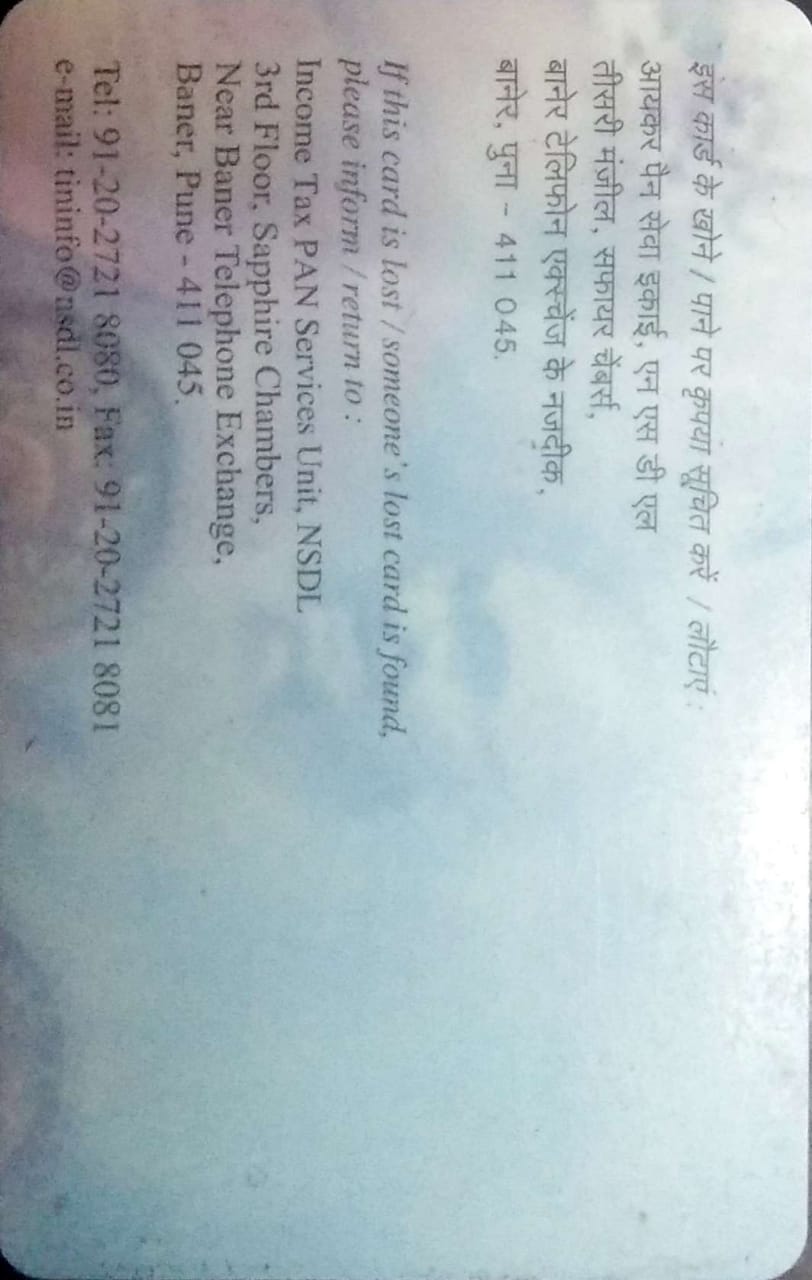 इस कार्ड के खोने / पाने पर कृपया सूचित करें / लौटाएं :
आयकर पैन सेवा इकाई, एन एस डी एल
तीसरी मंजील, सफायर चेंबर्स,
बानेर टेलिफोन एक्स्चेंज के नजदीक,
बानेर, पुना - 411 045.
If this card is lost / someone's lost card is found,
please inform / return to :
Income Tax PAN Services Unit, NSDL
3rd Floor, Sapphire Chambers,
Near Baner Telephone Exchange,
Baner, Pune - 411 045.
Tel: 91-20-2721 8080, Fax: 91-20-2721 8081
e-mail: tininfo@nsdl.co.in